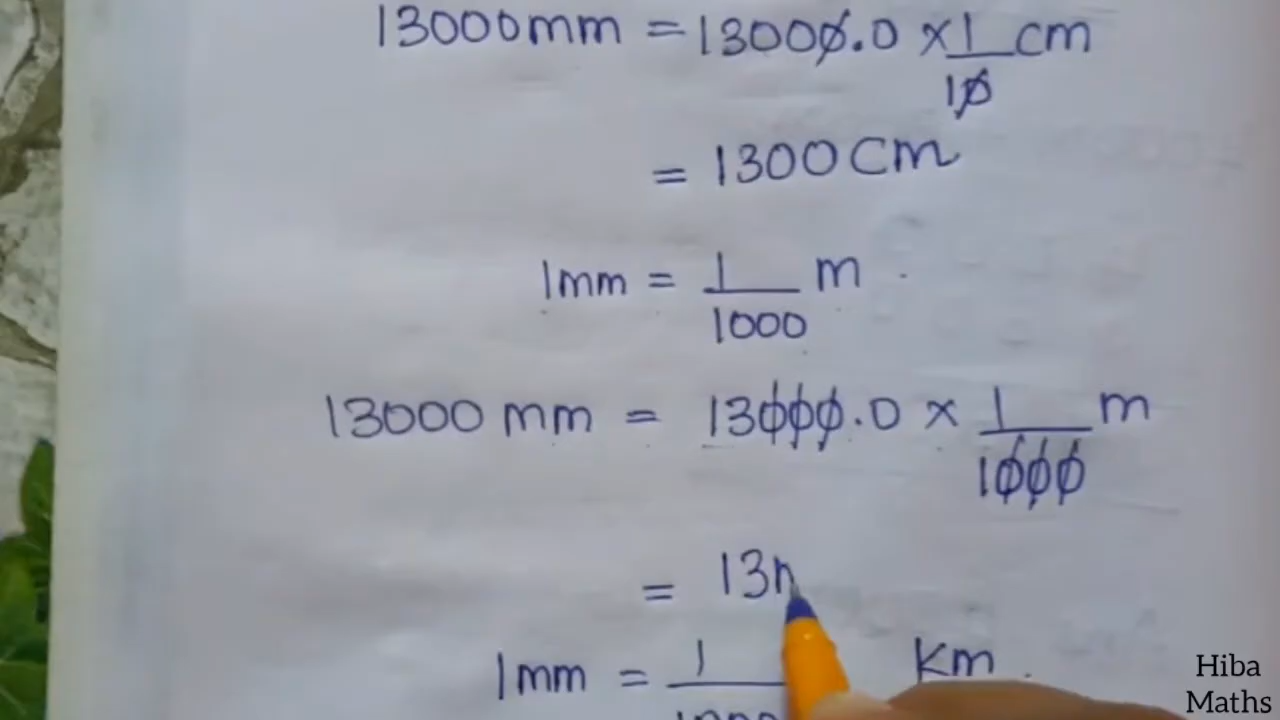 13000mm = 13000.0 × 1/10 cm
= 1300 cm
1mm = 1/1000 m
13000 mm = 13000.0 × 1/1000 m
= 13
1mm = 1 km.
Hiba
Maths